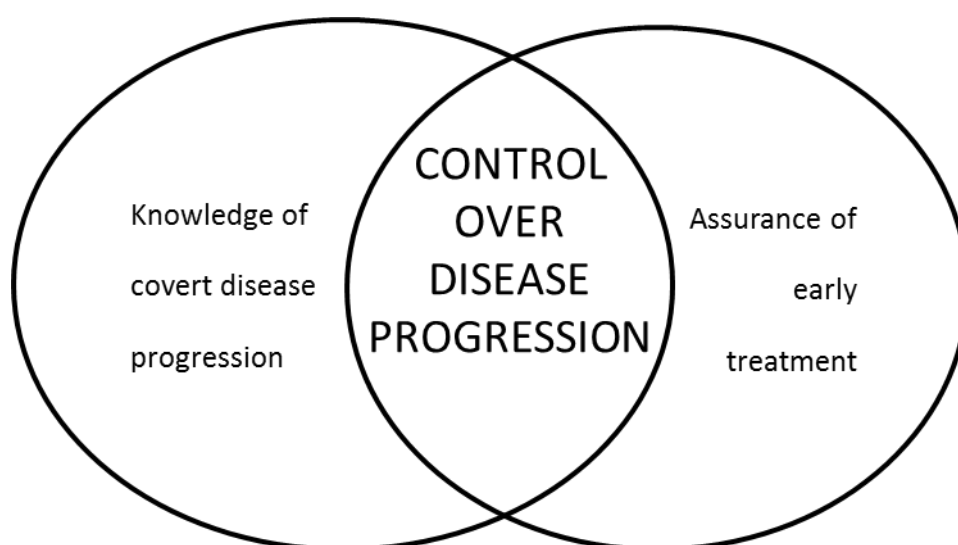 Knowledge of
covert disease
progression
CONTROL
OVER
DISEASE
PROGRESSION
Assurance of
early
treatment